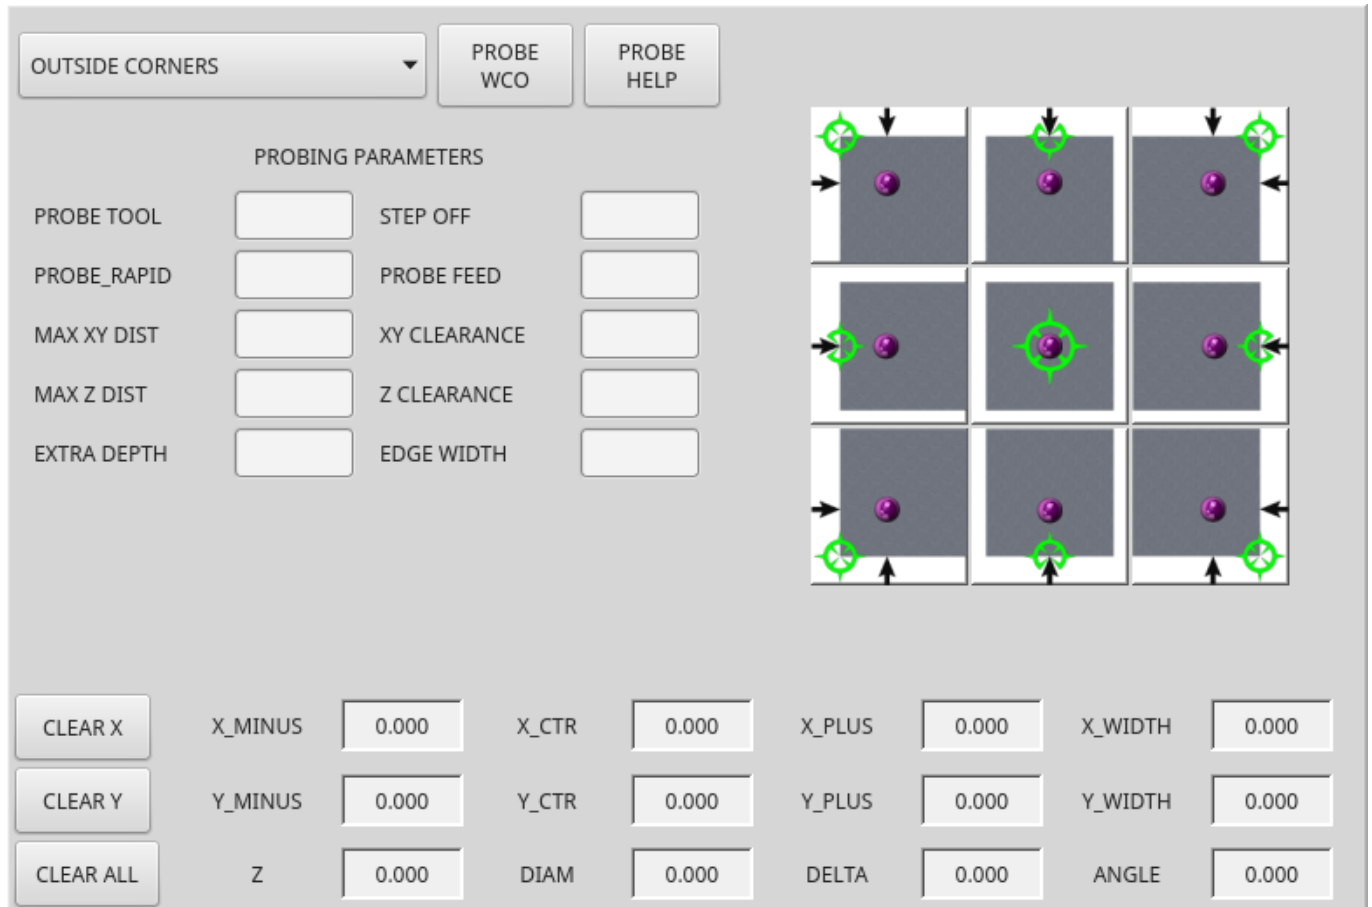 OUTSIDE CORNERS
PROBE
WCO
PROBE
HELP
PROBING PARAMETERS
PROBE TOOL
STEP OFF
PROBE_RAPID
PROBE FEED
MAX XY DIST
XY CLEARANCE
MAX Z DIST
Z CLEARANCE
EXTRA DEPTH
EDGE WIDTH
CLEAR X
X_MINUS
0.000
X_CTR
0.000
X_PLUS
0.000
X_WIDTH
0.000
CLEAR Y
Y_MINUS
0.000
Y_CTR
0.000
Y_PLUS
0.000
Y_WIDTH
0.000
CLEAR ALL
Z
0.000
DIAM
0.000
DELTA
0.000
ANGLE
0.000